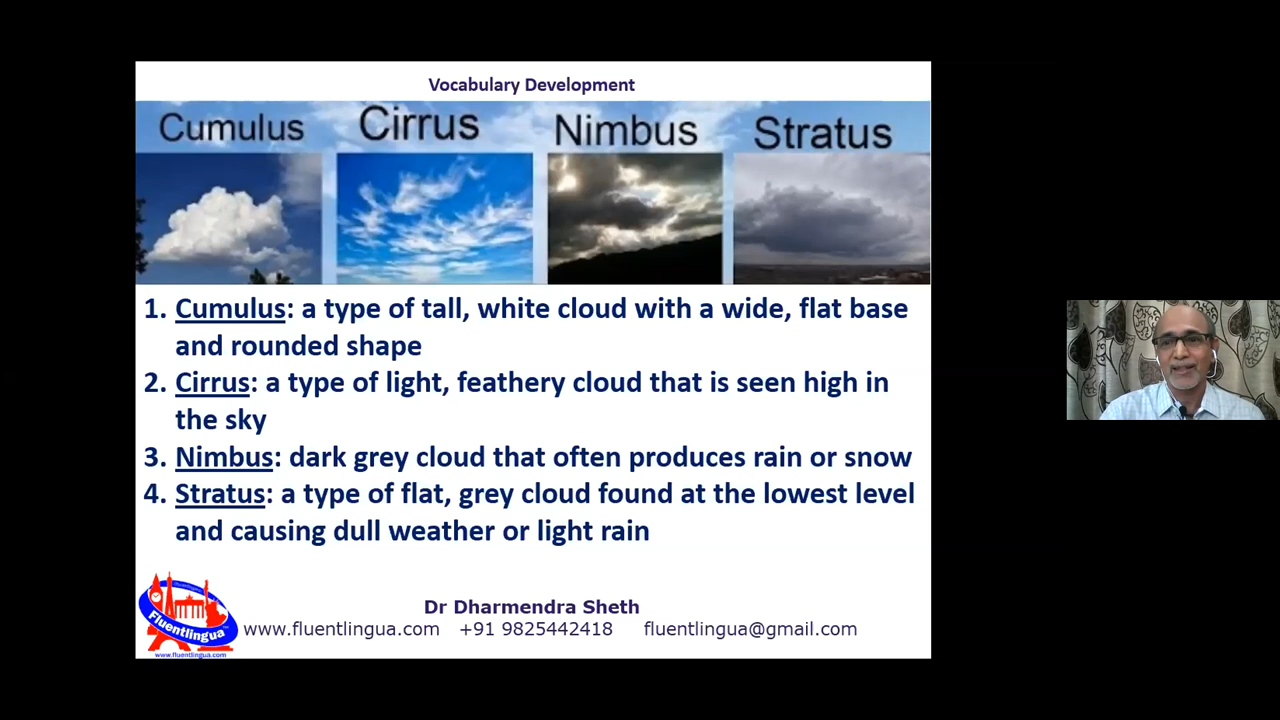 Vocabulary Development
Cumulus Cirrus Nimbus Stratus
1. Cumulus: a type of tall, white cloud with a wide, flat base
and rounded shape
2. Cirrus: a type of light, feathery cloud that is seen high in
the sky
3. Nimbus: dark grey cloud that often produces rain or snow
4. Stratus: a type of flat, grey cloud found at the lowest level
and causing dull weather or light rain
Fluentlingua
www.fluentlingua.com
Dr Dharmendra Sheth
www.fluentlingua.com +91 9825442418 fluentlingua@gmail.com